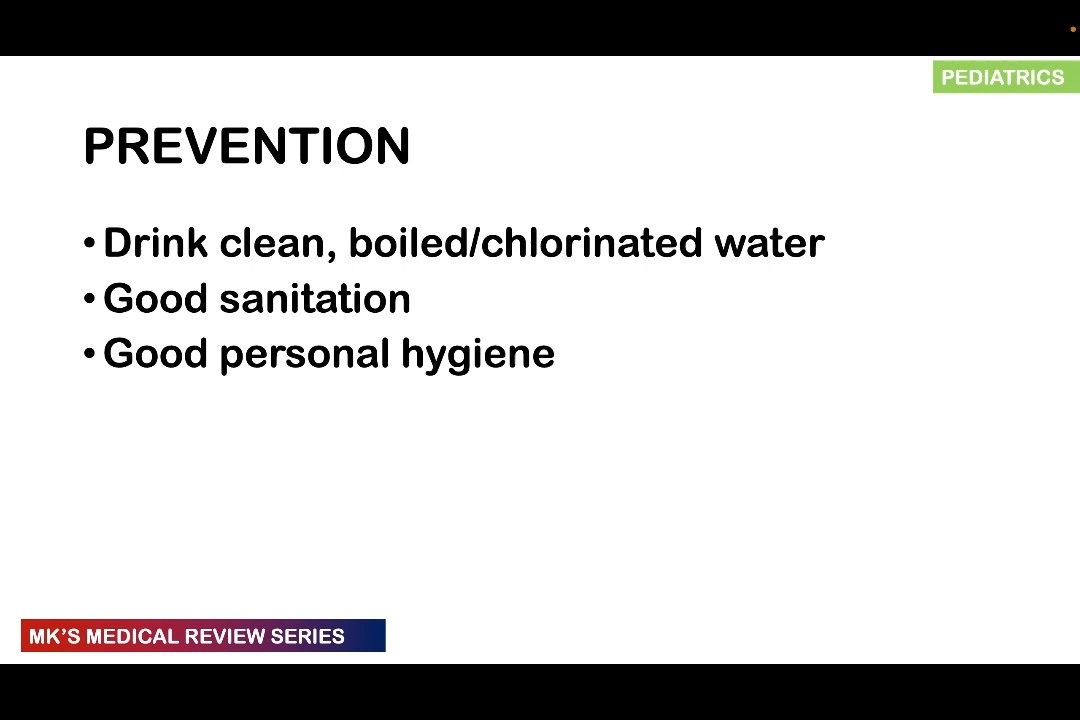 PEDIATRICS
PREVENTION
• Drink clean, boiled/chlorinated water
• Good sanitation
• Good personal hygiene
MK'S MEDICAL REVIEW SERIES